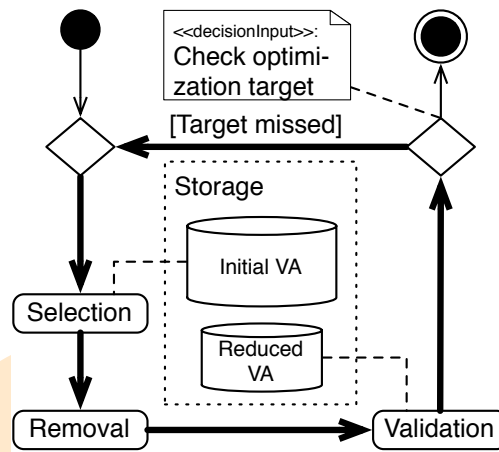 <<decisionInput>>:
Check optimi-
zation target
[Target missed]
Storage
Initial VA
Selection
Reduced
VA
Removal
Validation